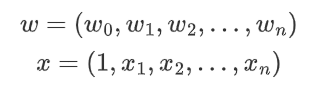 w = (w₀, w₁, w₂, . . . , wₙ)
x = (1, x₁, x₂, . . . , xₙ)